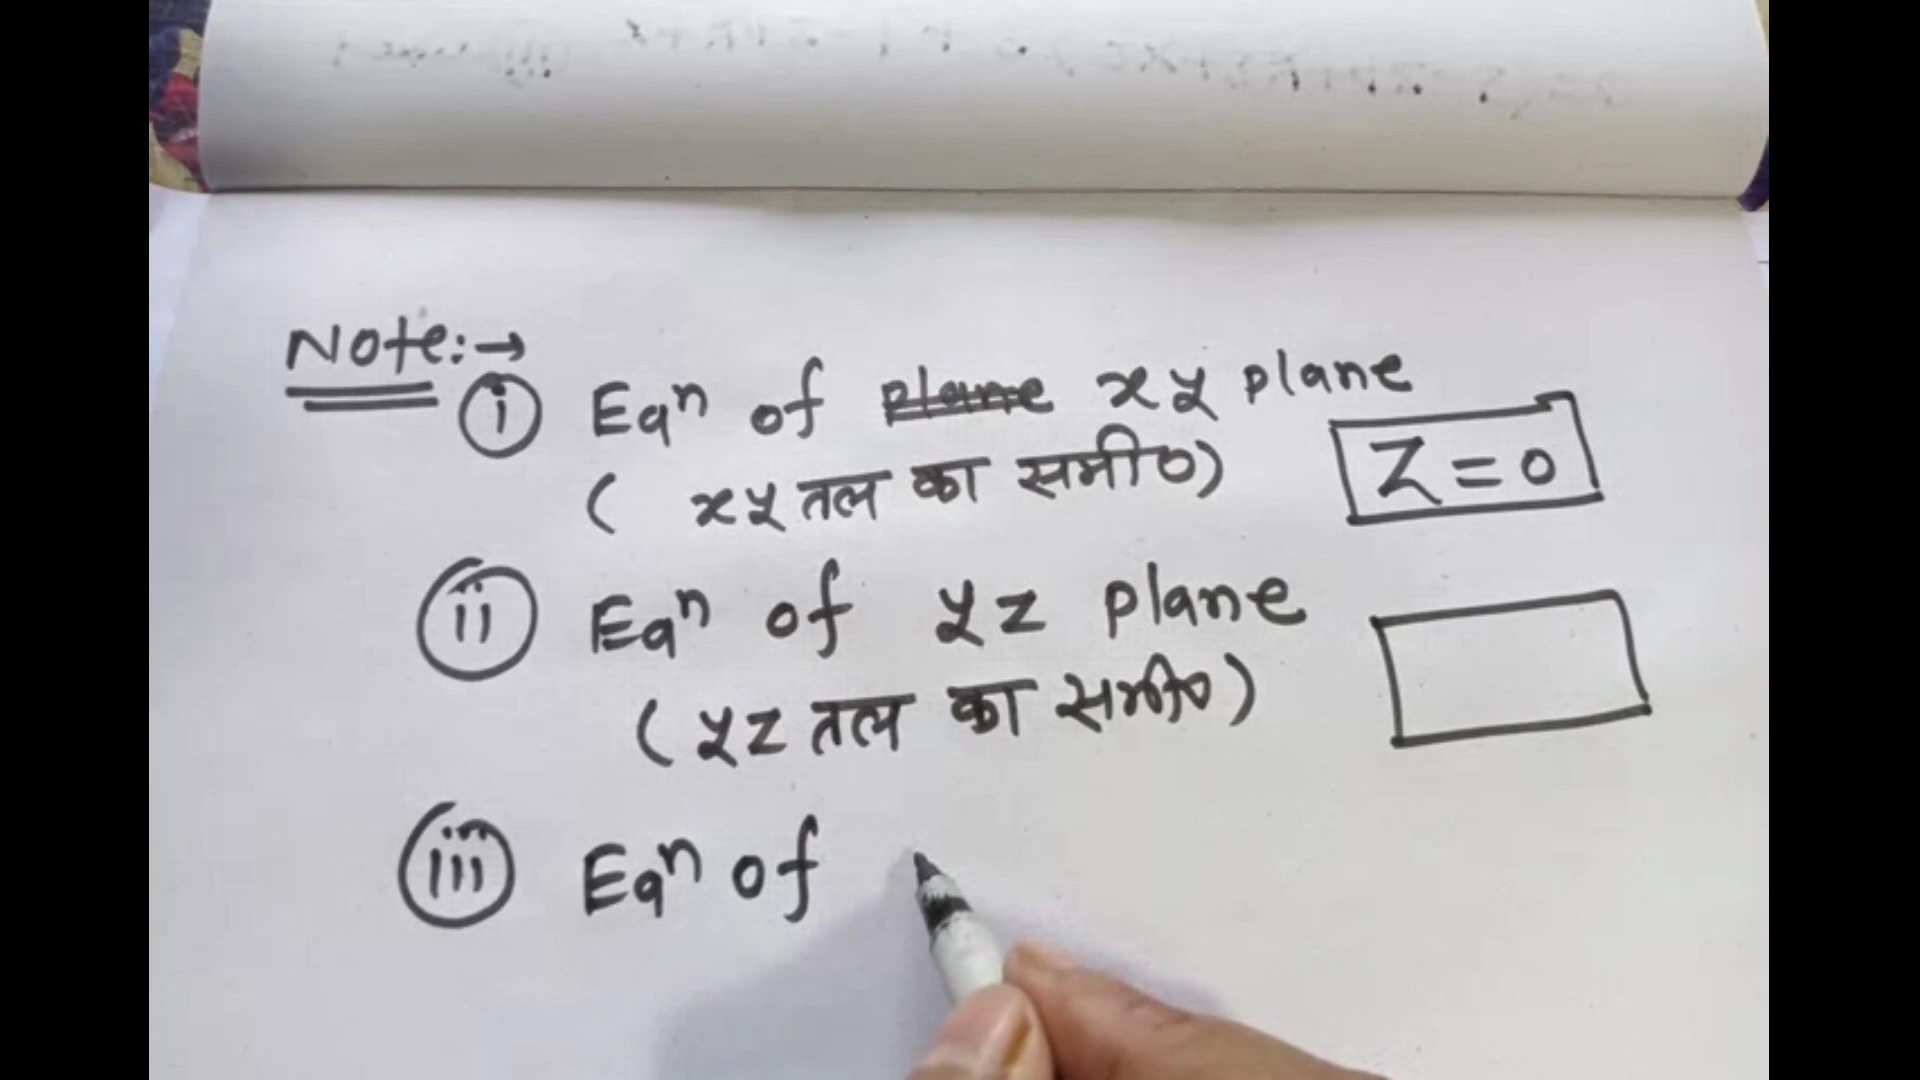 Note:→
(i) Eqⁿ of plane xy plane
( xy तल का समी०) Z = 0
(ii) Eqⁿ of yz plane
( yz तल का समी०)
(iii) Eqⁿ of